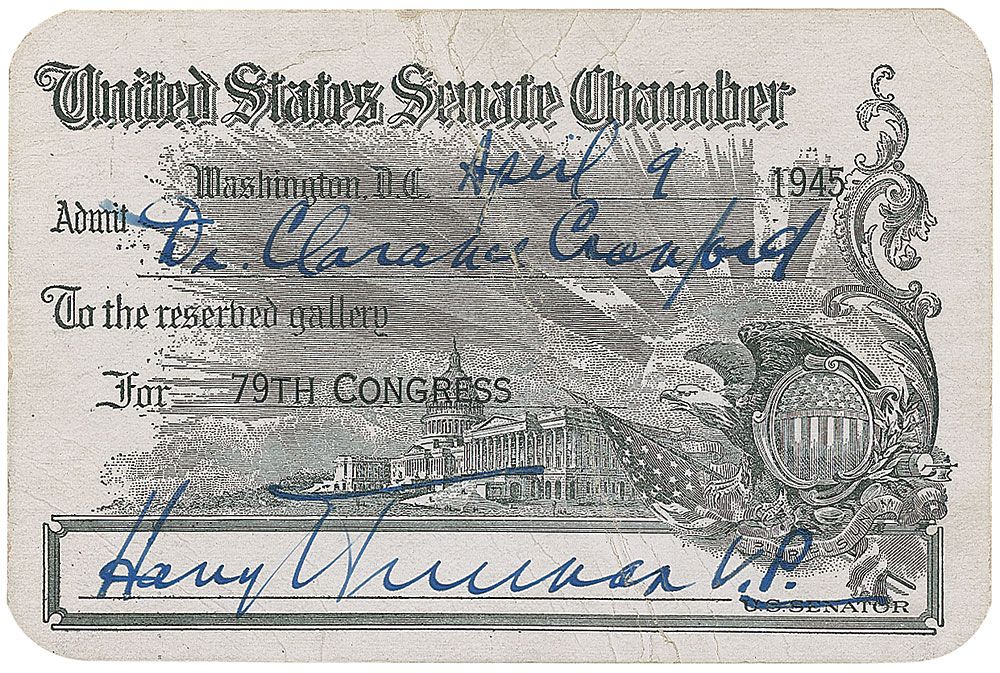 United States Senate Chamber
Washington, D.C. April 9 1945
Admit Dr. Clarence Cranford
To the reserved gallery
For 79TH CONGRESS
Harry Truman V.P.
U.S. SENATOR